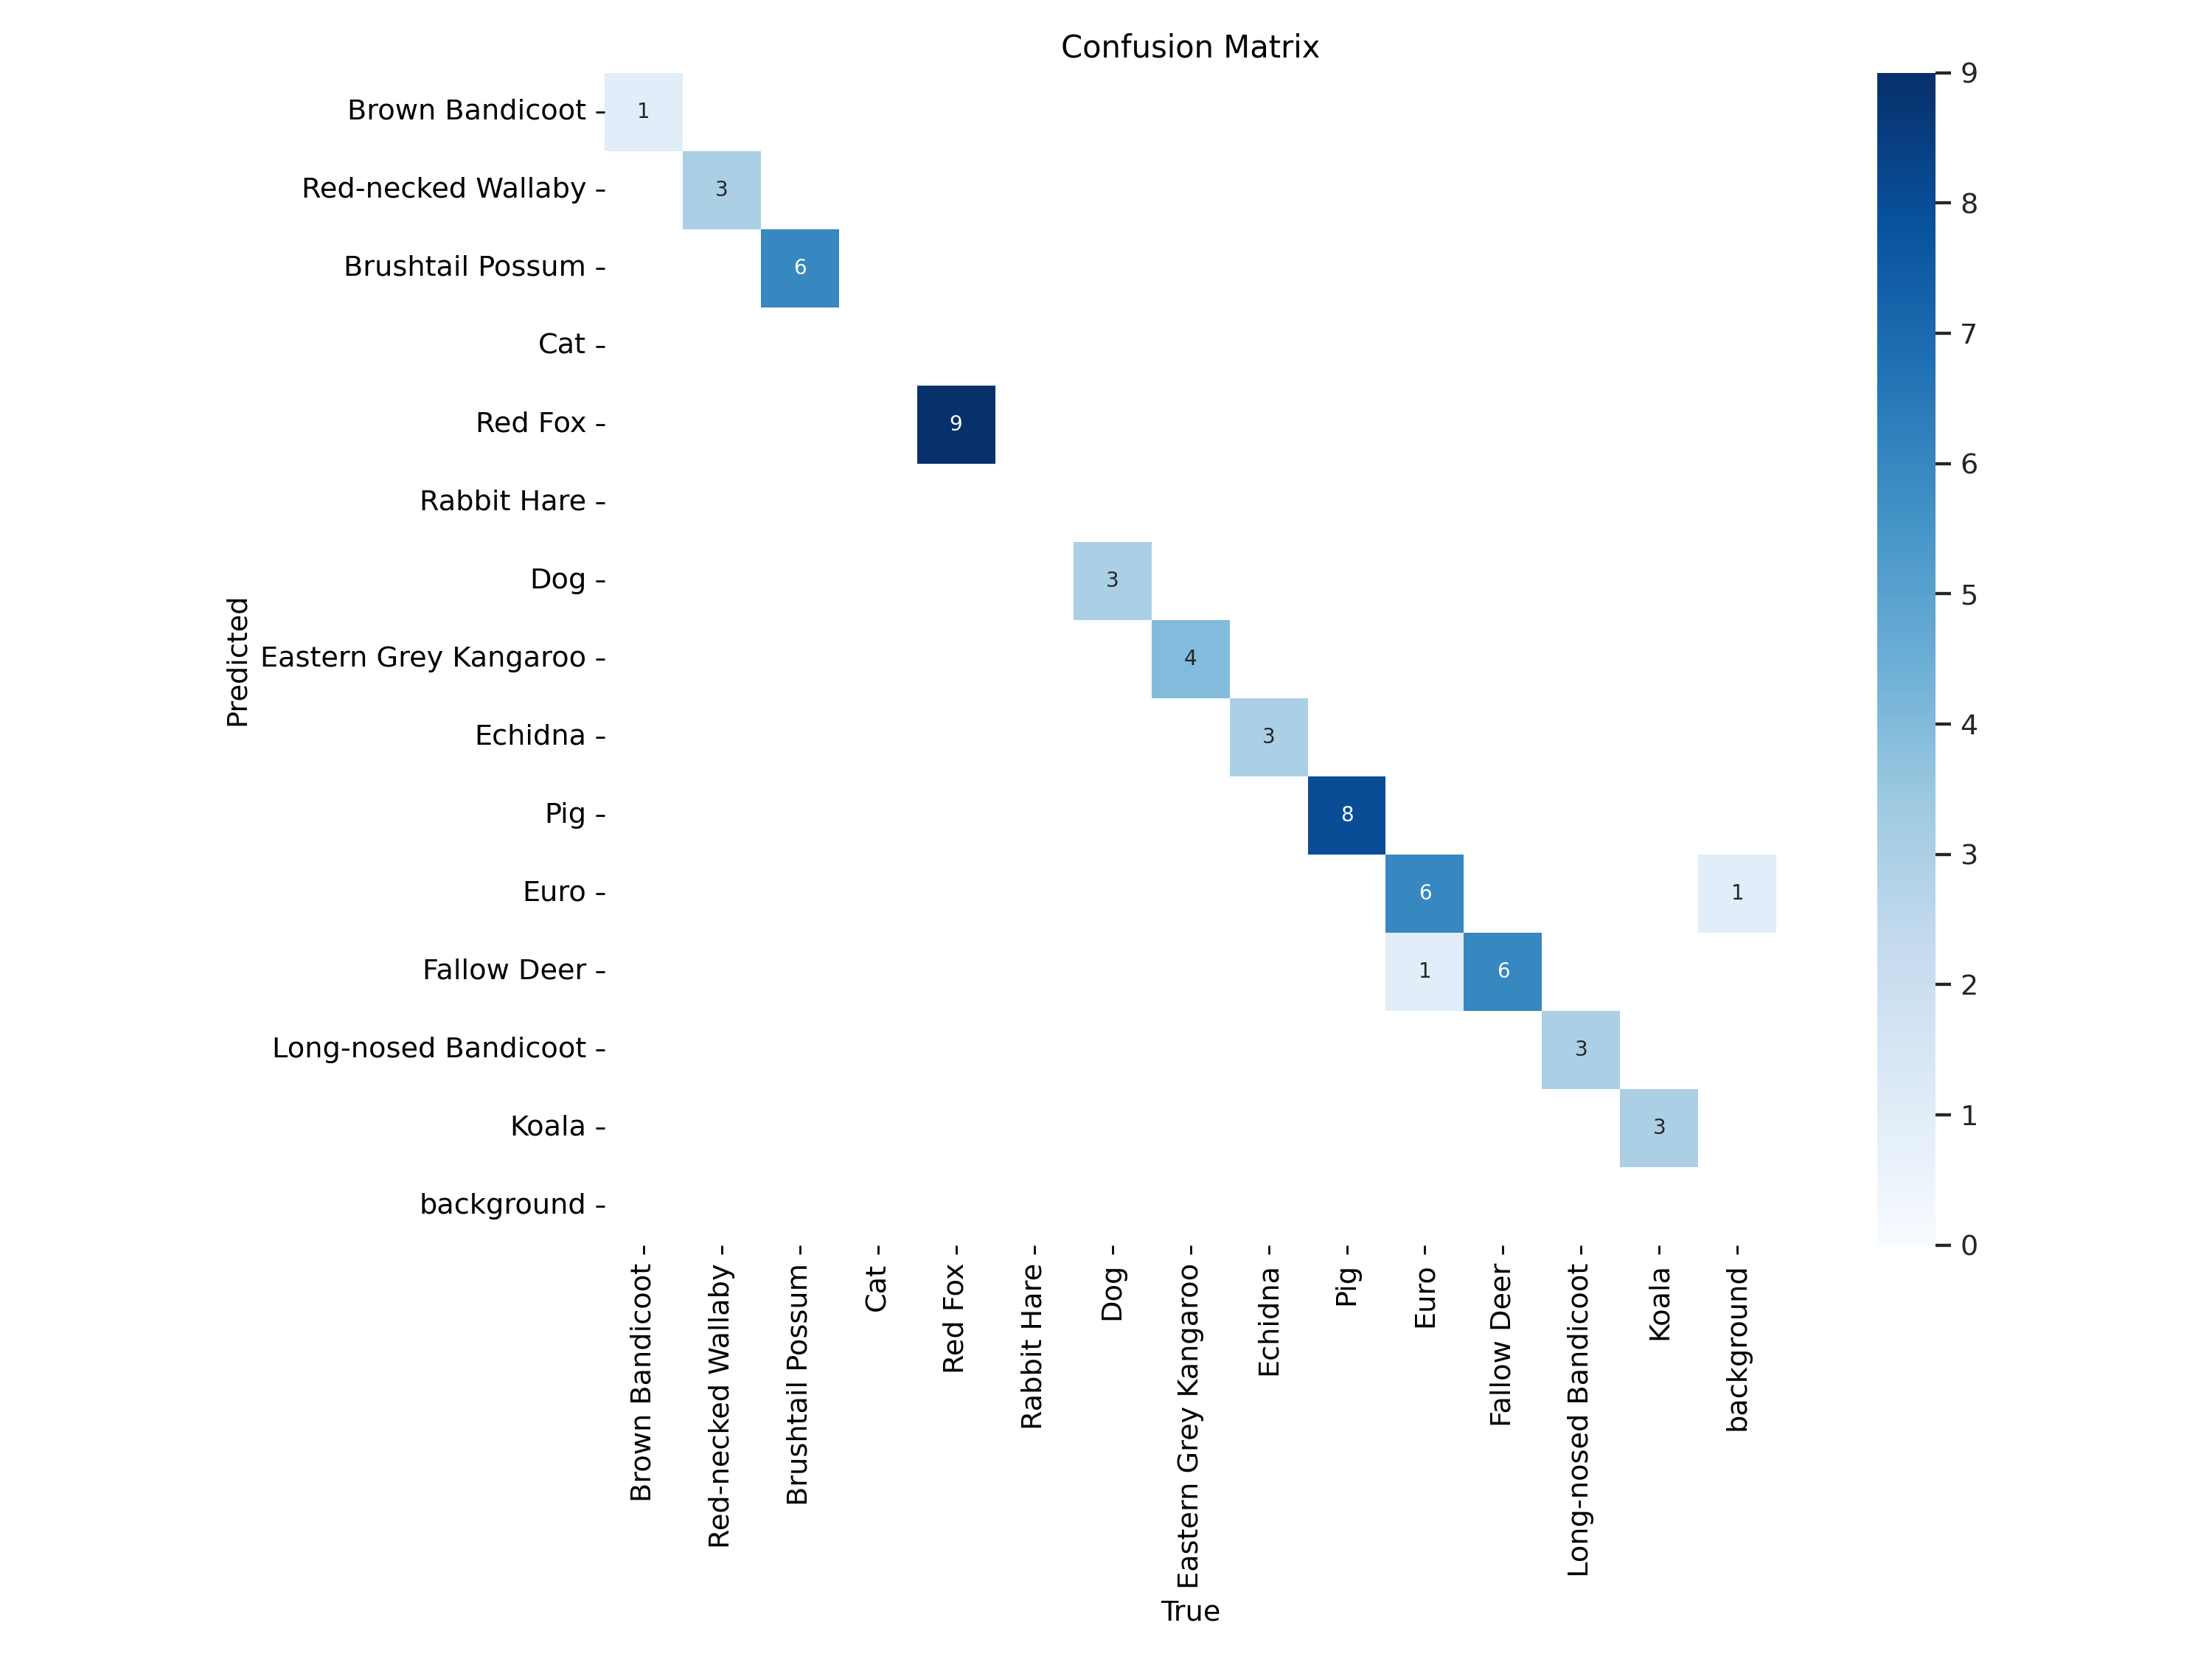 Confusion Matrix
Brown Bandicoot
1
Red-necked Wallaby
3
Brushtail Possum
6
Cat
Red Fox
9
Rabbit Hare
Dog
3
Eastern Grey Kangaroo
4
Echidna
3
Pig
8
Euro
6
1
Fallow Deer
1
6
Long-nosed Bandicoot
3
Koala
3
background
Predicted
Brown Bandicoot
Red-necked Wallaby
Brushtail Possum
Cat
Red Fox
Rabbit Hare
Dog
Eastern Grey Kangaroo
Echidna
Pig
Euro
Fallow Deer
Long-nosed Bandicoot
Koala
background
True
9
8
7
6
5
4
3
2
1
0